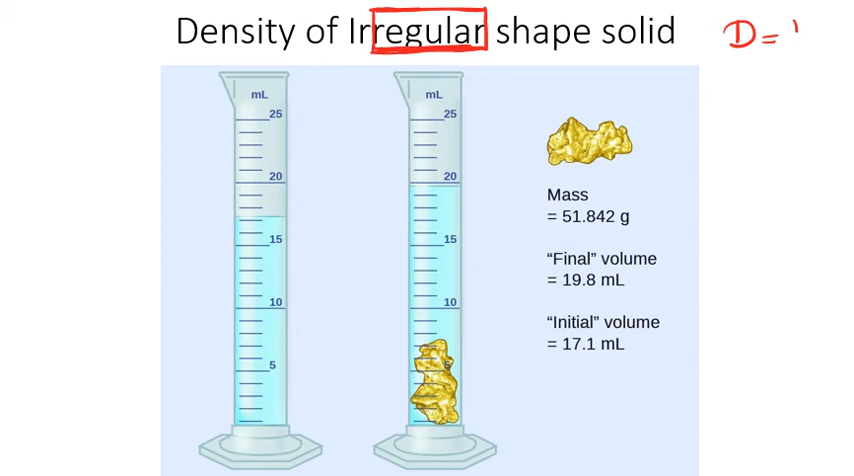 Density of Irregular shape solid
D =
mL
25
20
15
10
5
mL
25
20
15
10
5
Mass
= 51.842 g
“Final” volume
= 19.8 mL
“Initial” volume
= 17.1 mL